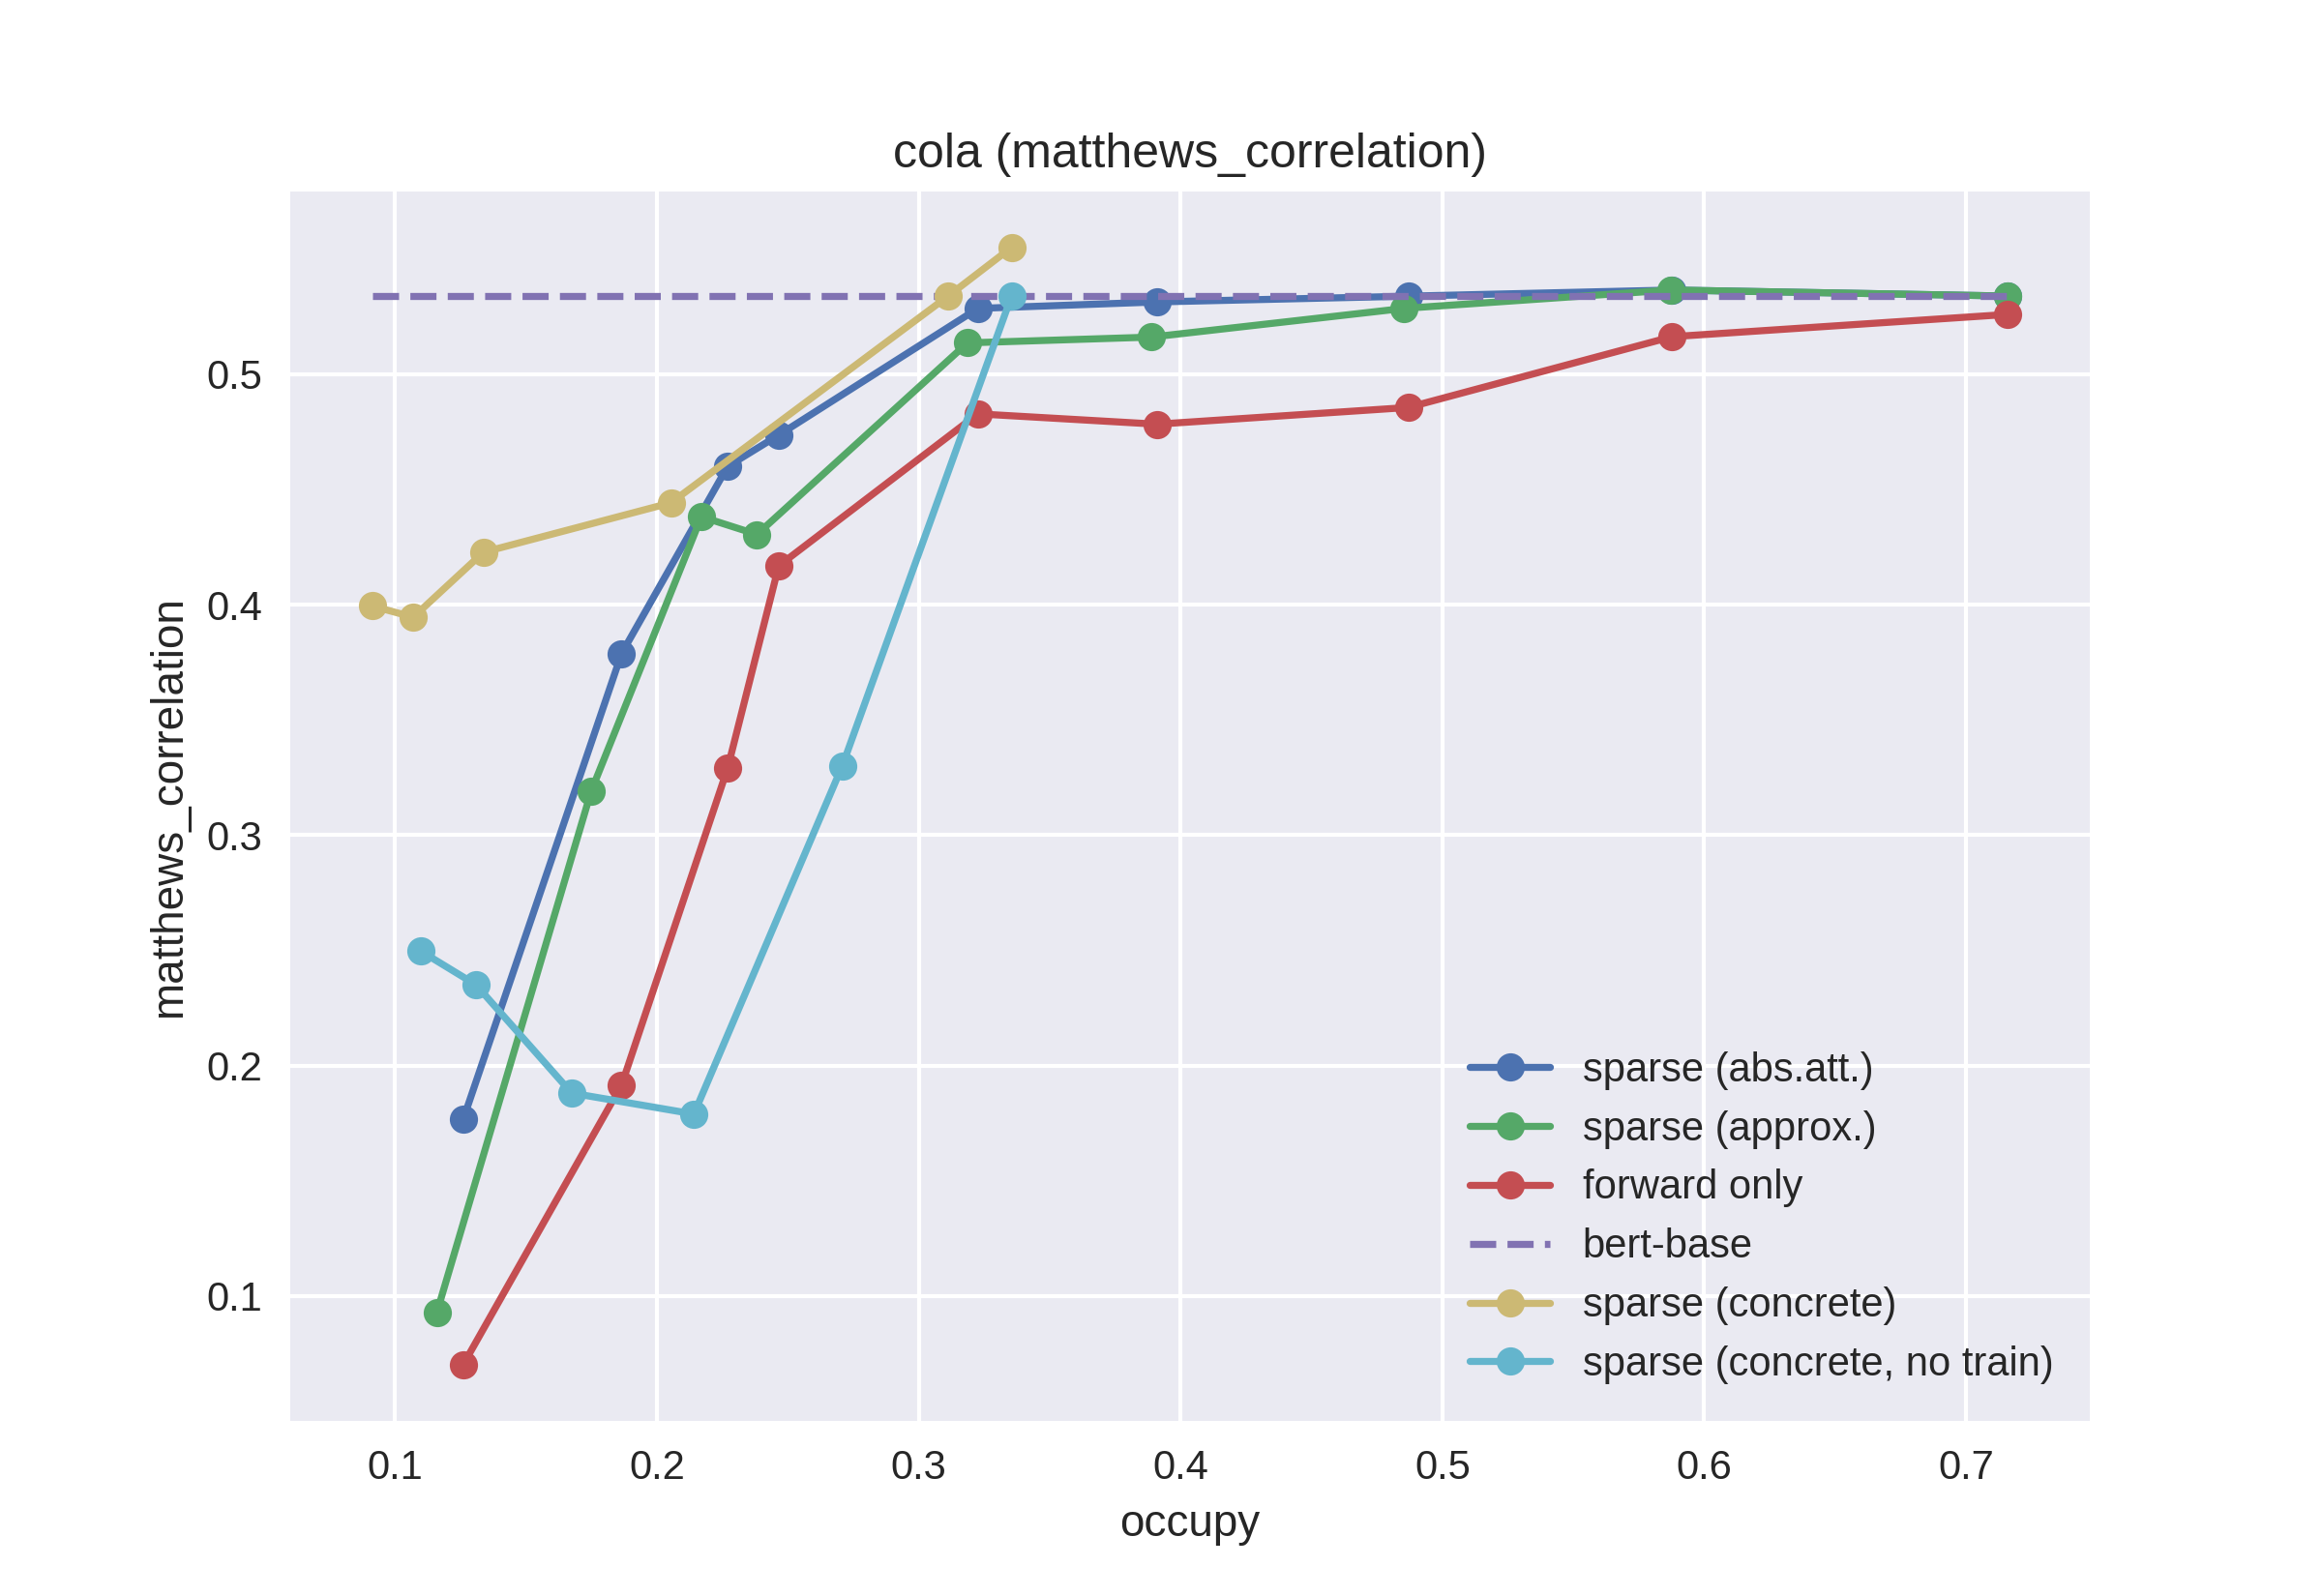 cola (matthews_correlation)
matthews_correlation
0.5
0.4
0.3
0.2
0.1
sparse (abs.att.)
sparse (approx.)
forward only
bert-base
sparse (concrete)
sparse (concrete, no train)
0.1 0.2 0.3 0.4 0.5 0.6 0.7
occupy